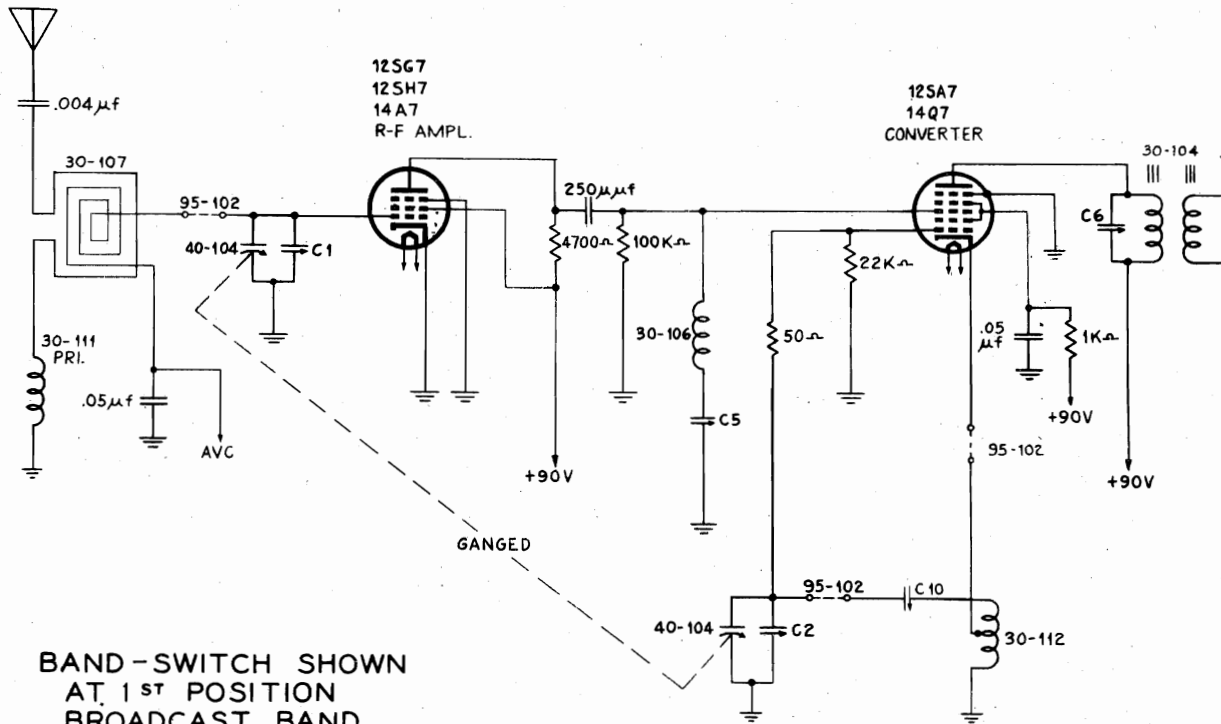 .004μf
30-107
95-102
40-104
C1
30-111
PRI.
.05μf
AVC
12SG7
12SH7
14A7
R-F AMPL.
250μμf
4700Ω
100KΩ
+90V
30-106
C5
GANGED
12SA7
14Q7
CONVERTER
22KΩ
50Ω
.05
μf
1KΩ
+90V
95-102
30-104
C6
+90V
95-102
C10
40-104
C2
30-112
BAND-SWITCH SHOWN
AT 1ST POSITION
BROADCAST BAND